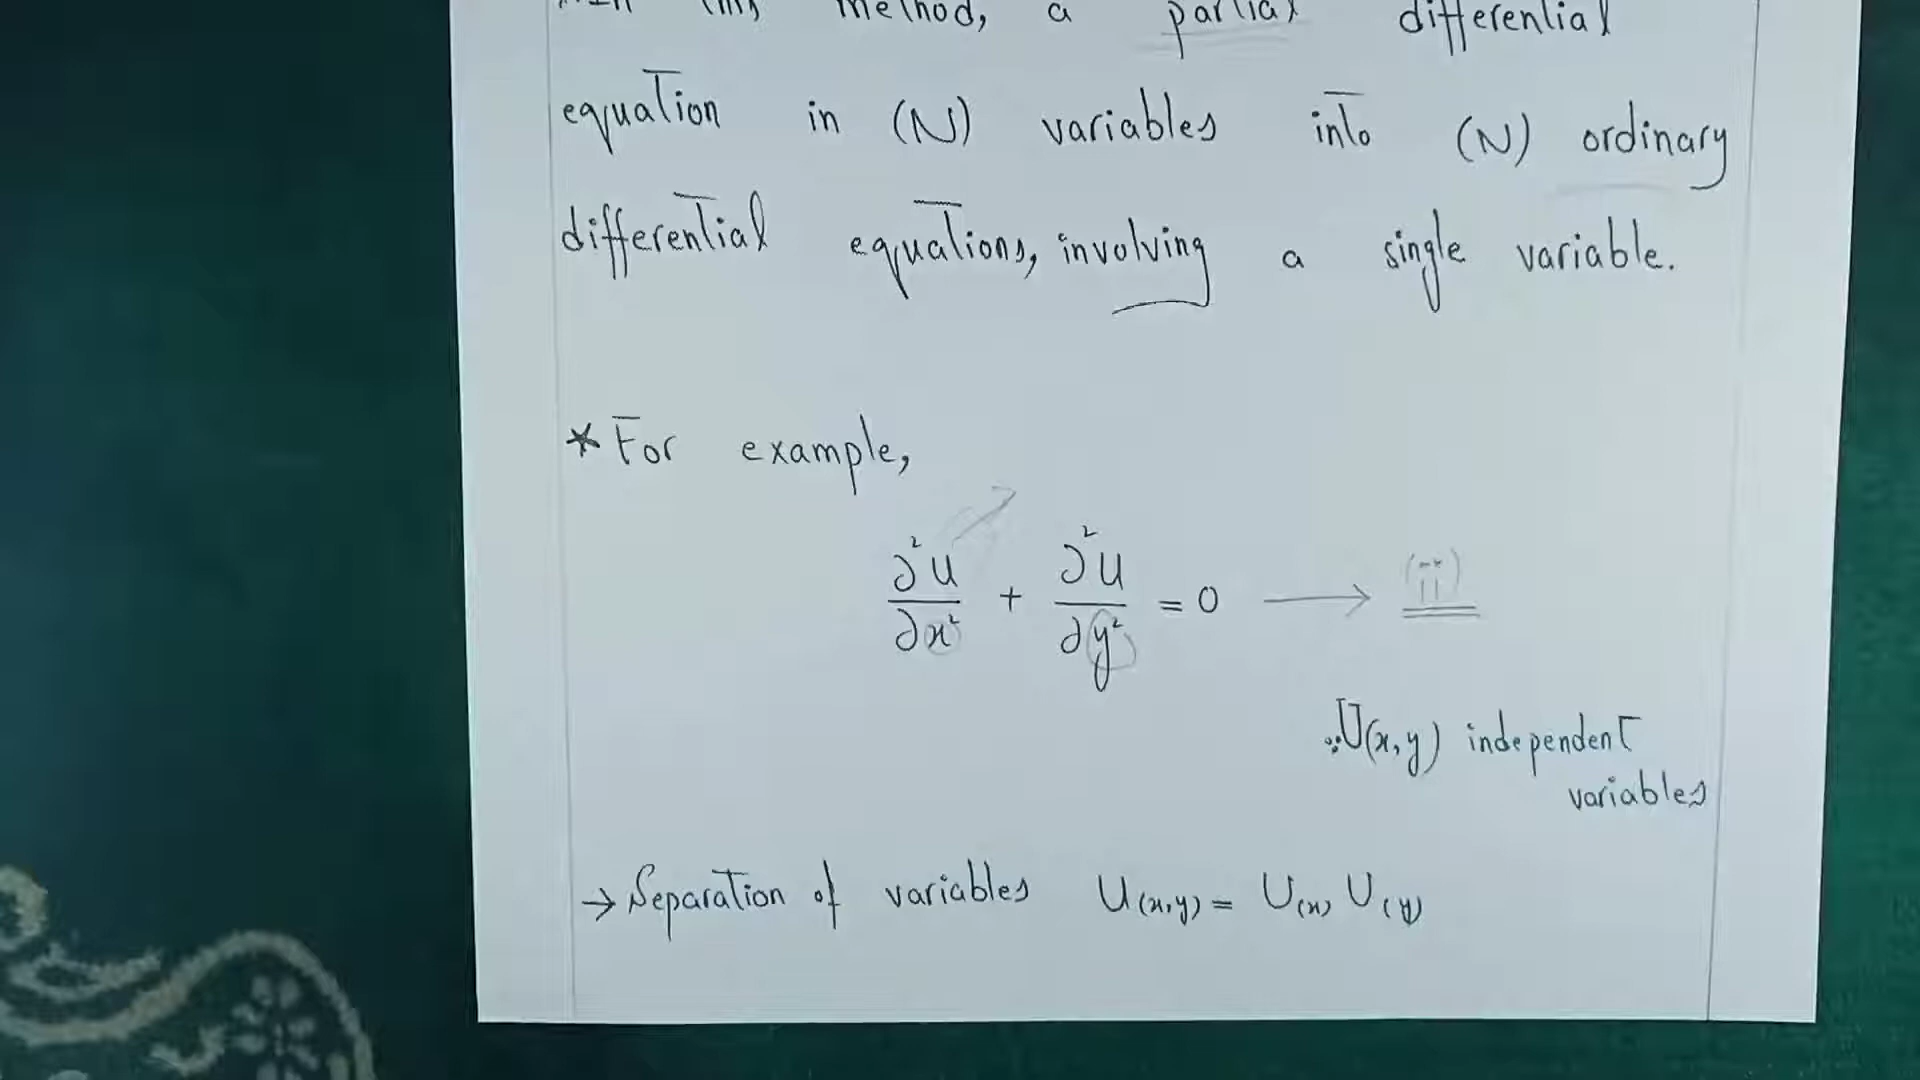 method, a partial differential
equation in (N) variables into (N) ordinary
differential equations, involving a single variable.
* For example,
∂²u/∂x² + ∂²u/∂y² = 0 →
∵ U(x,y) independent
variables
→ Separation of variables U(x,y) = U(x) U(y)